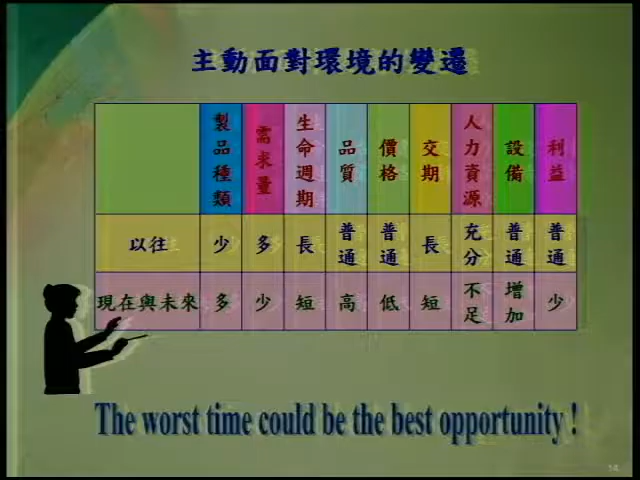 主動面對環境的變遷
製品種類 需求量 生命週期 品質 價格 交期 人力資源 設備 利益
以往 少 多 長 普通 普通 長 充分 普通 普通
現在與未來 多 少 短 高 低 短 不足 增加 少
The worst time could be the best opportunity !
14